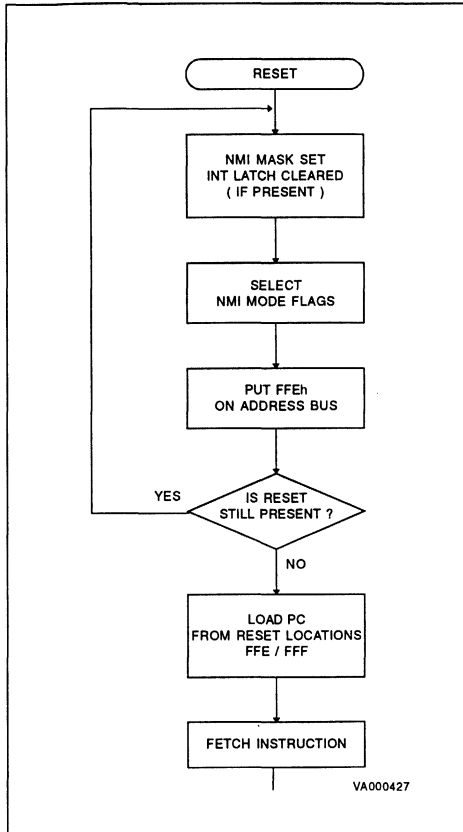 RESET
NMI MASK SET
INT LATCH CLEARED
( IF PRESENT )
SELECT
NMI MODE FLAGS
PUT FFEh
ON ADDRESS BUS
YES
IS RESET
STILL PRESENT ?
NO
LOAD PC
FROM RESET LOCATIONS
FFE / FFF
FETCH INSTRUCTION
VA000427